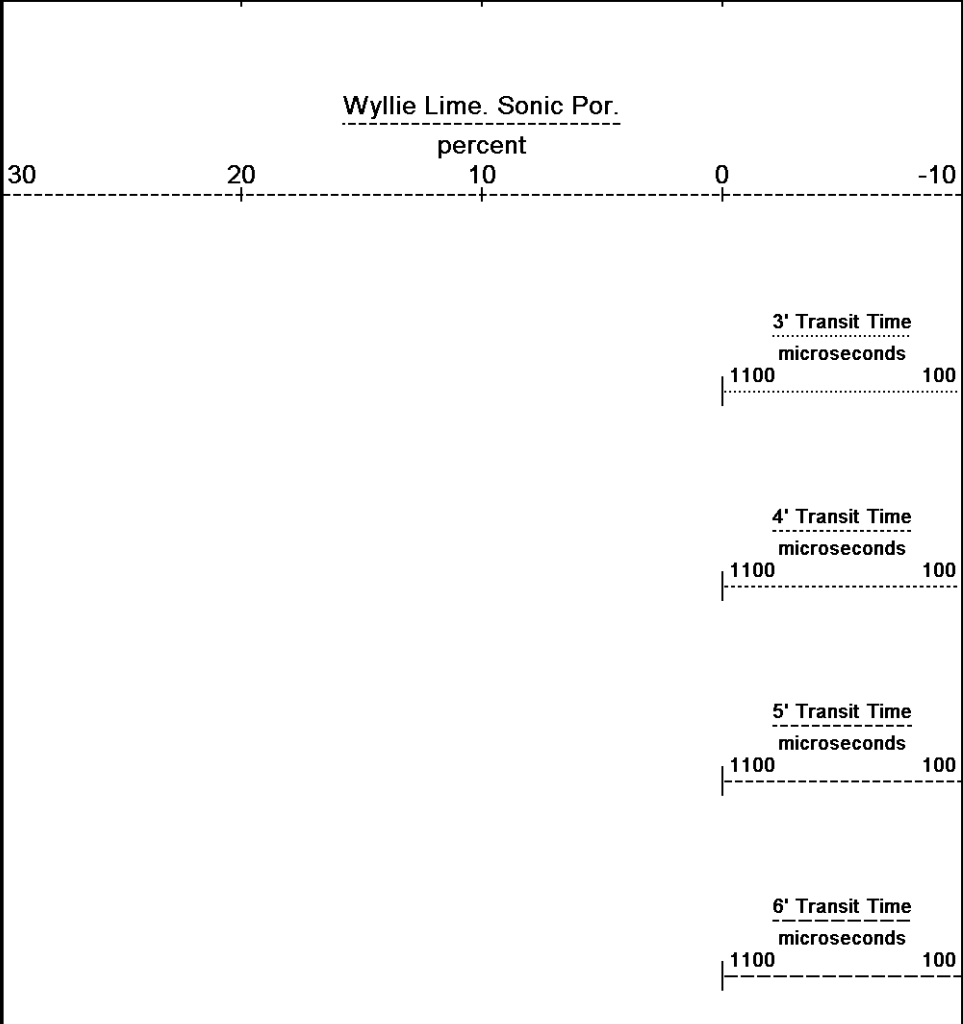 Wyllie Lime. Sonic Por.
percent
30 20 10 0 -10
3' Transit Time
microseconds
1100 100
4' Transit Time
microseconds
1100 100
5' Transit Time
microseconds
1100 100
6' Transit Time
microseconds
1100 100